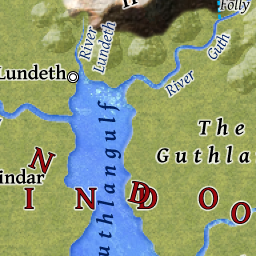 Folly
River
Lundeth
River
Guth
Lundeth
The
Guthla
uthlangulf
N
indar
I N D D O O